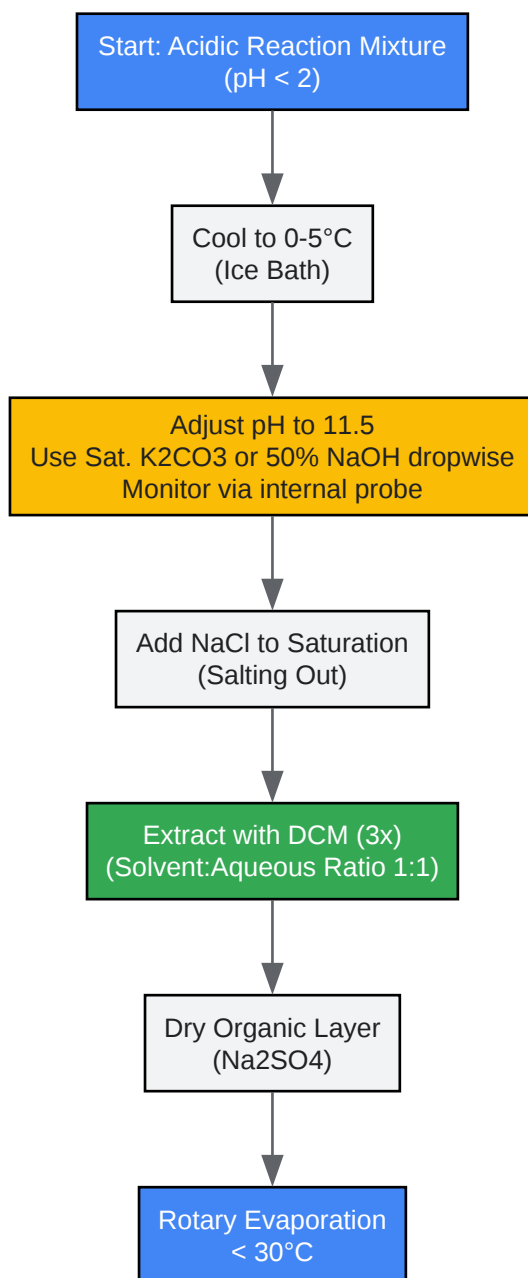 Start: Acidic Reaction Mixture
(pH < 2)
Cool to 0-5°C
(Ice Bath)
Adjust pH to 11.5
Use Sat. K2CO3 or 50% NaOH dropwise
Monitor via internal probe
Add NaCl to Saturation
(Salting Out)
Extract with DCM (3x)
(Solvent:Aqueous Ratio 1:1)
Dry Organic Layer
(Na2SO4)
Rotary Evaporation
< 30°C